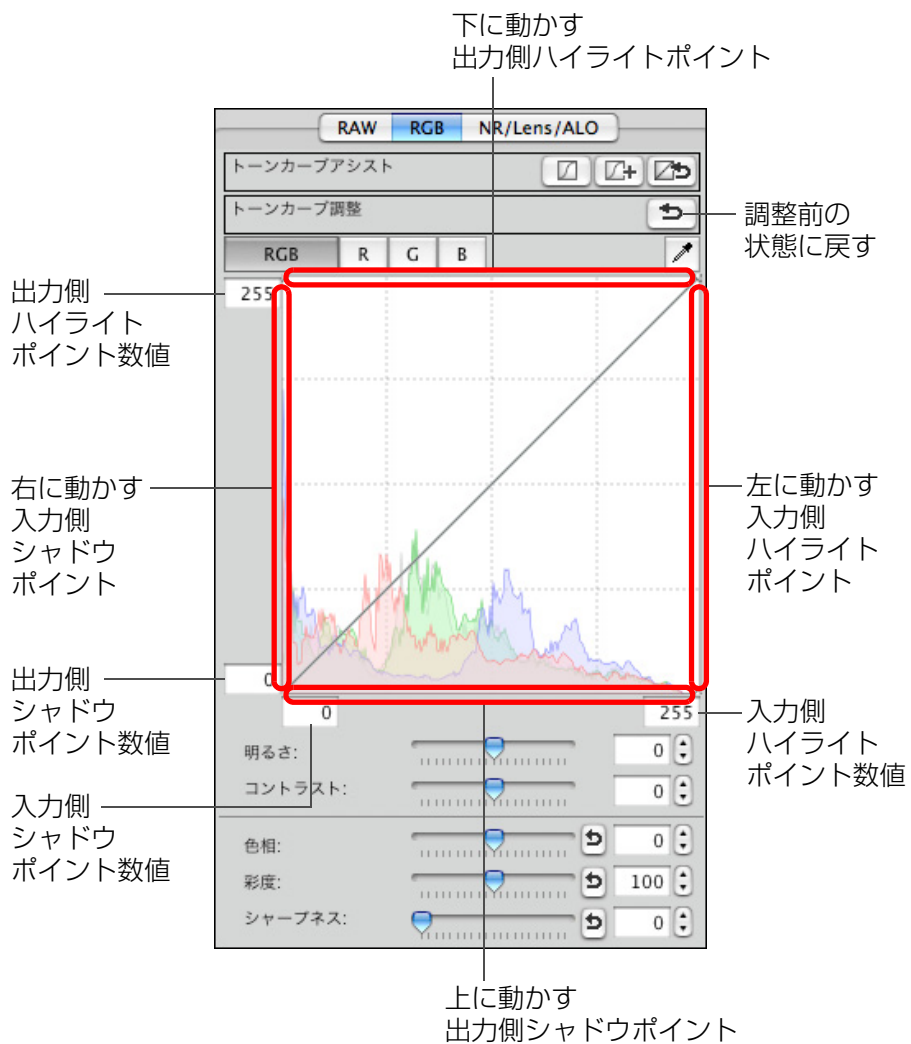 下に動かす
出力側ハイライトポイント
RAW RGB NR/Lens/ALO
トーンカーブアシスト
トーンカーブ調整
調整前の
状態に戻す
RGB R G B
出力側
ハイライト
ポイント数値
255
右に動かす
入力側
シャドウ
ポイント
左に動かす
入力側
ハイライト
ポイント
出力側
シャドウ
ポイント数値
0
0
255
入力側
ハイライト
ポイント数値
入力側
シャドウ
ポイント数値
明るさ: 0
コントラスト: 0
色相: 0
彩度: 100
シャープネス: 0
上に動かす
出力側シャドウポイント